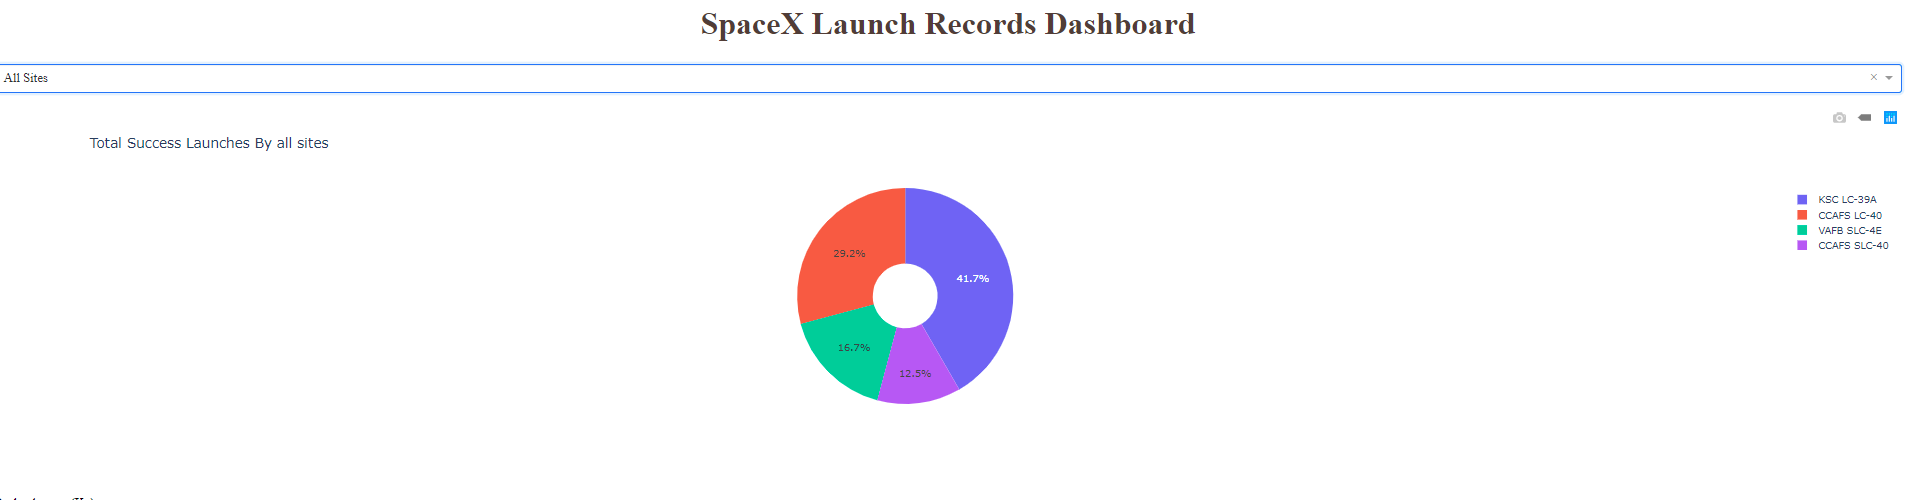 SpaceX Launch Records Dashboard
All Sites
Total Success Launches By all sites
KSC LC-39A
CCAFS LC-40
VAFB SLC-4E
CCAFS SLC-40
29.2%
41.7%
16.7%
12.5%